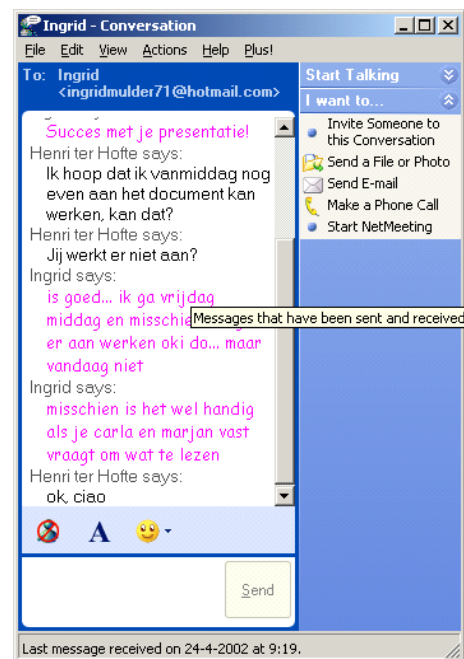 Ingrid - Conversation
File Edit View Actions Help Plus!
To: Ingrid
<ingridmulder71@hotmail.com>
Succes met je presentatie!
Henri ter Hofte says:
Ik hoop dat ik vanmiddag nog
even aan het document kan
werken, kan dat?
Henri ter Hofte says:
Jij werkt er niet aan?
Ingrid says:
is goed... ik ga vrijdag
middag en
Messages that have been sent and received
er aan werken oki do... maar
vandaag niet
Ingrid says:
misschien is het wel handig
als je carla en marjan vast
vraagt om wat te lezen
Henri ter Hofte says:
ok, ciao
A
Send
Start Talking
I want to...
Invite Someone to
this Conversation
Send a File or Photo
Send E-mail
Make a Phone Call
Start NetMeeting
Last message received on 24-4-2002 at 9:19.